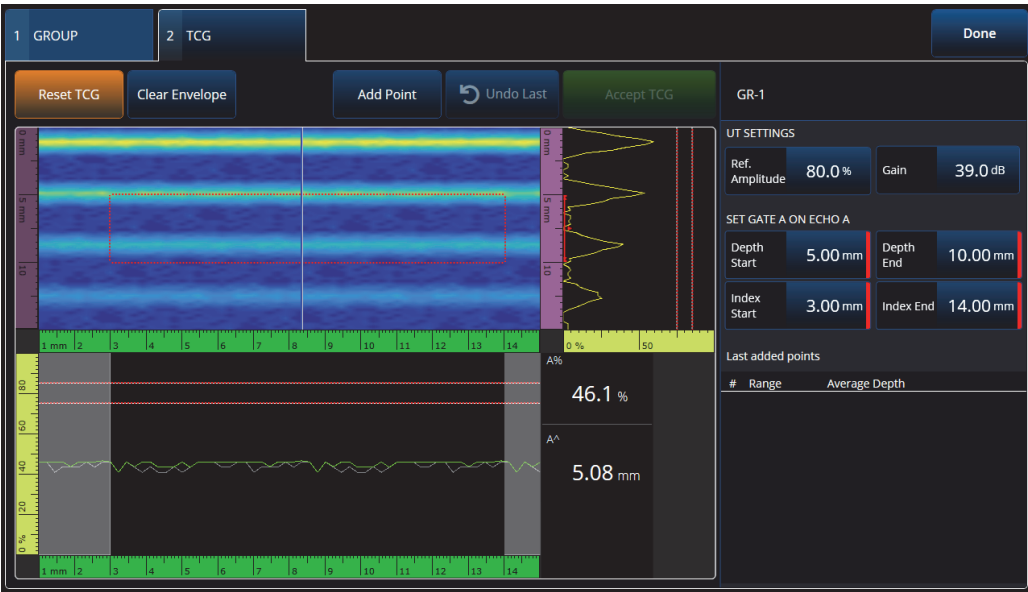 1 GROUP
2 TCG
Done
Reset TCG
Clear Envelope
Add Point
Undo Last
Accept TCG
GR-1
UT SETTINGS
Ref. Amplitude 80.0 %
Gain 39.0 dB
SET GATE A ON ECHO A
Depth Start 5.00 mm
Depth End 10.00 mm
Index Start 3.00 mm
Index End 14.00 mm
Last added points
# Range Average Depth
0 mm
5 mm
10
0 mm
5 mm
10
1 mm 2 3 4 5 6 7 8 9 10 11 12 13 14
0 % 50
80
60
40
20
0 %
A%
46.1 %
A^
5.08 mm
1 mm 2 3 4 5 6 7 8 9 10 11 12 13 14